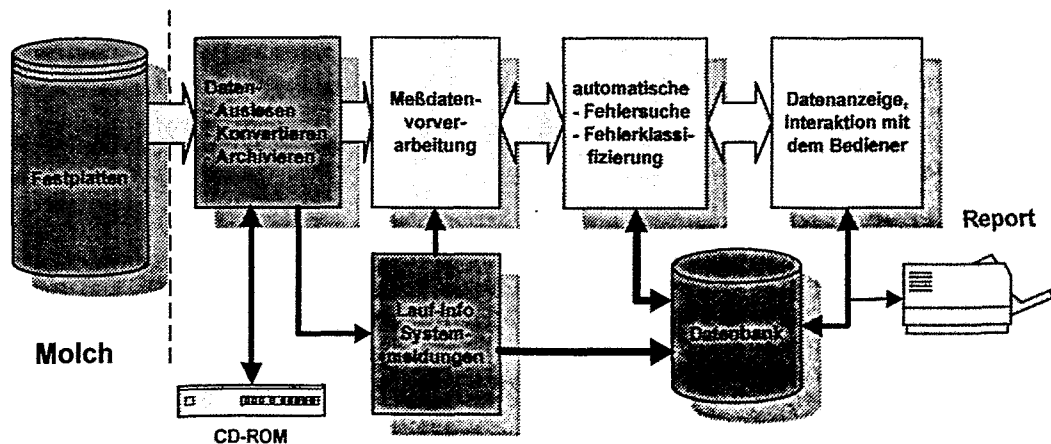 Festplatten
Molch
Daten-
- Auslesen
- Konvertieren
- Archivieren
CD-ROM
Meßdaten-
vorver-
arbeitung
Lauf-Info
System-
meldungen
automatische
- Fehlersuche
- Fehlerklassi-
fizierung
Datenbank
Datenanzeige,
Interaktion mit
dem Bediener
Report